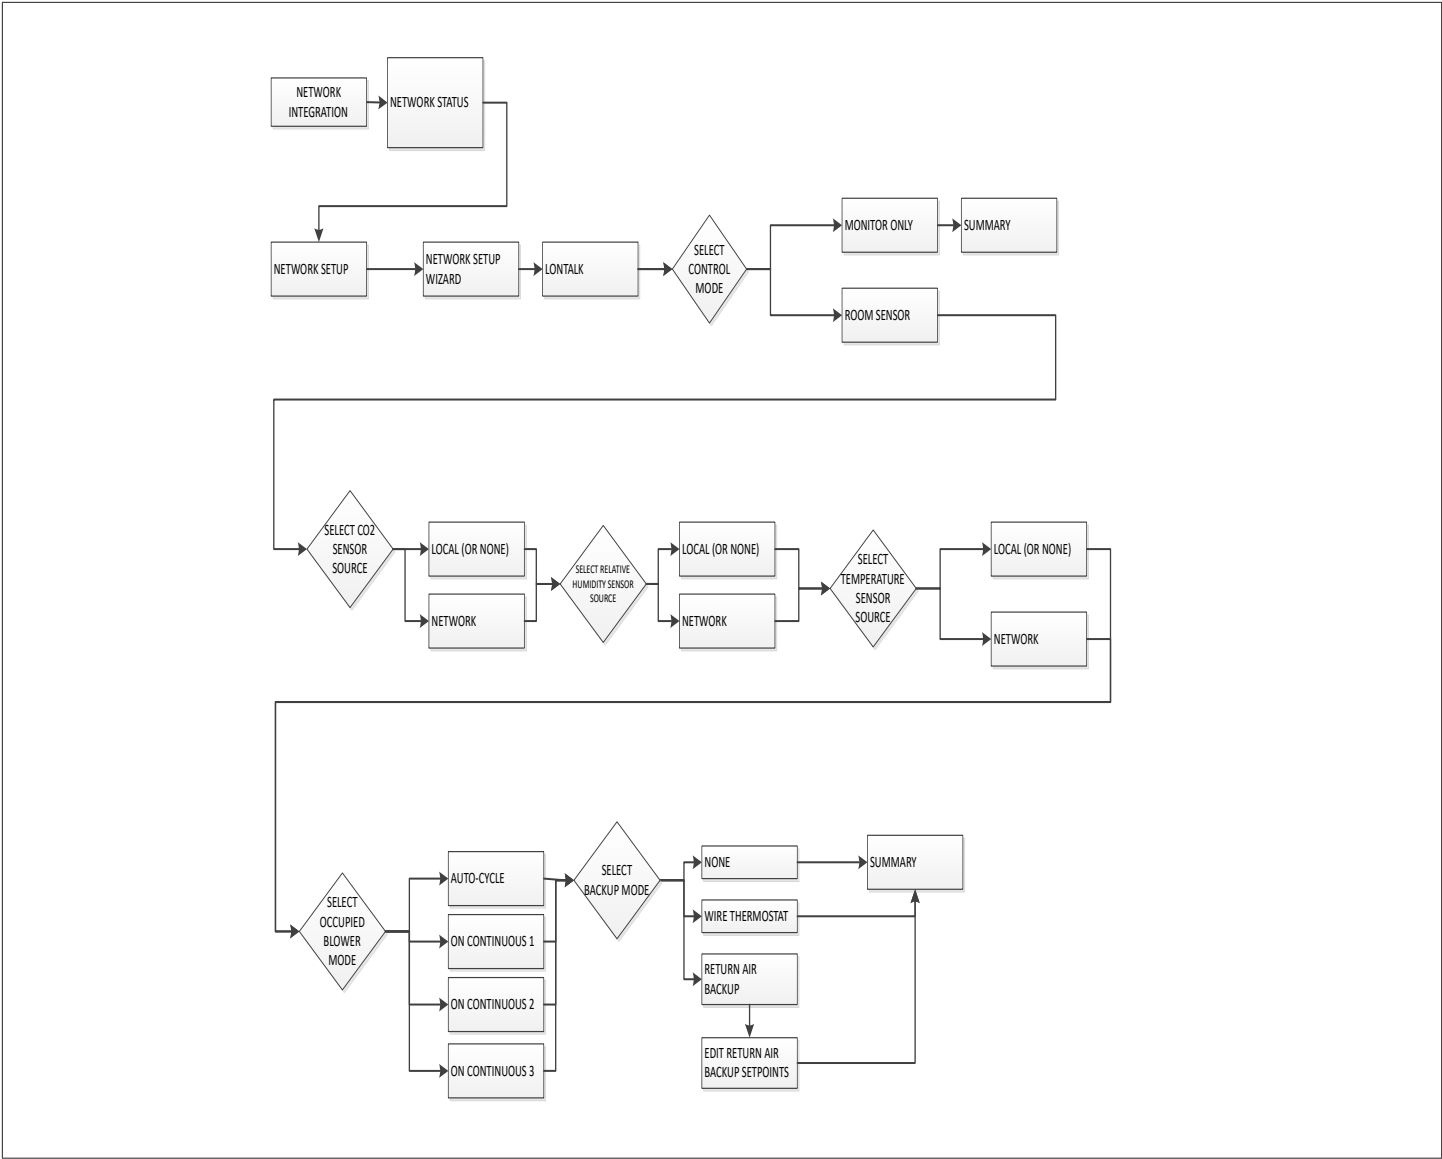 NETWORK
INTEGRATION
NETWORK STATUS
NETWORK SETUP
NETWORK SETUP
WIZARD
LONTALK
SELECT
CONTROL
MODE
MONITOR ONLY
SUMMARY
ROOM SENSOR
SELECT CO2
SENSOR
SOURCE
LOCAL (OR NONE)
NETWORK
SELECT RELATIVE
HUMIDITY SENSOR
SOURCE
LOCAL (OR NONE)
NETWORK
SELECT
TEMPERATURE
SENSOR
SOURCE
LOCAL (OR NONE)
NETWORK
SELECT
OCCUPIED
BLOWER
MODE
AUTO-CYCLE
ON CONTINUOUS 1
ON CONTINUOUS 2
ON CONTINUOUS 3
SELECT
BACKUP MODE
NONE
WIRE THERMOSTAT
RETURN AIR
BACKUP
EDIT RETURN AIR
BACKUP SETPOINTS
SUMMARY